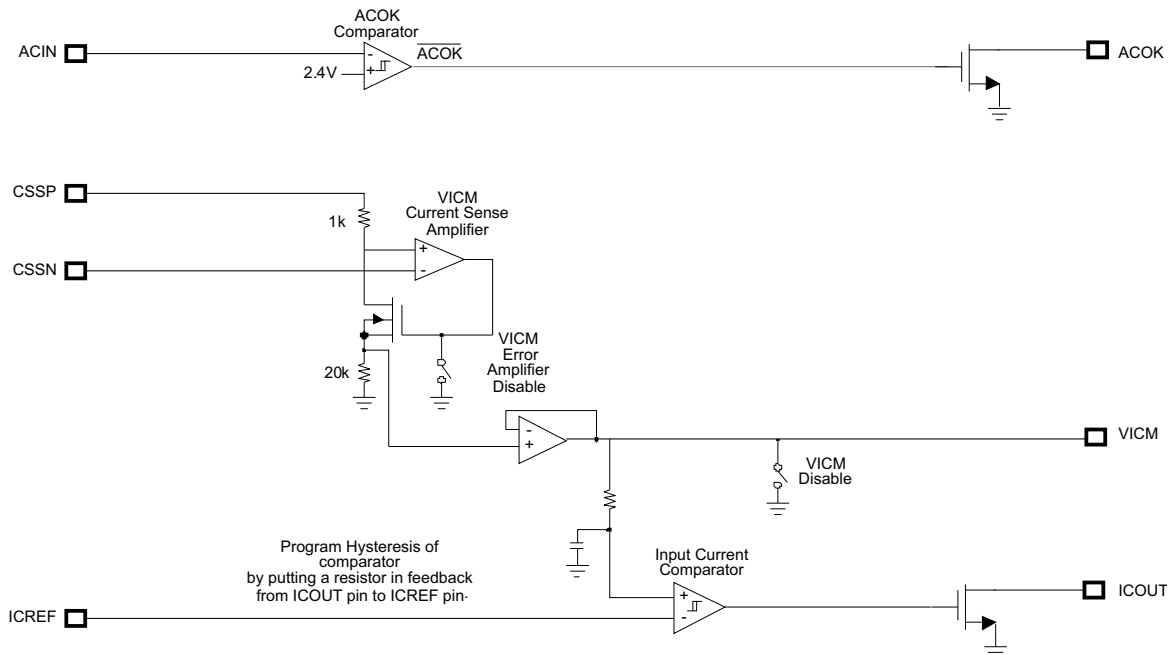 ACOK
Comparator
ACIN
-
ACOK
2.4V
+
ACOK
CSSP
VICM
Current Sense
Amplifier
1k
+
-
CSSN
VICM
Error
Amplifier
Disable
20k
-
+
VICM
VICM
Disable
Program Hysteresis of
comparator
by putting a resistor in feedback
from ICOUT pin to ICREF pin.
Input Current
Comparator
+
-
ICOUT
ICREF